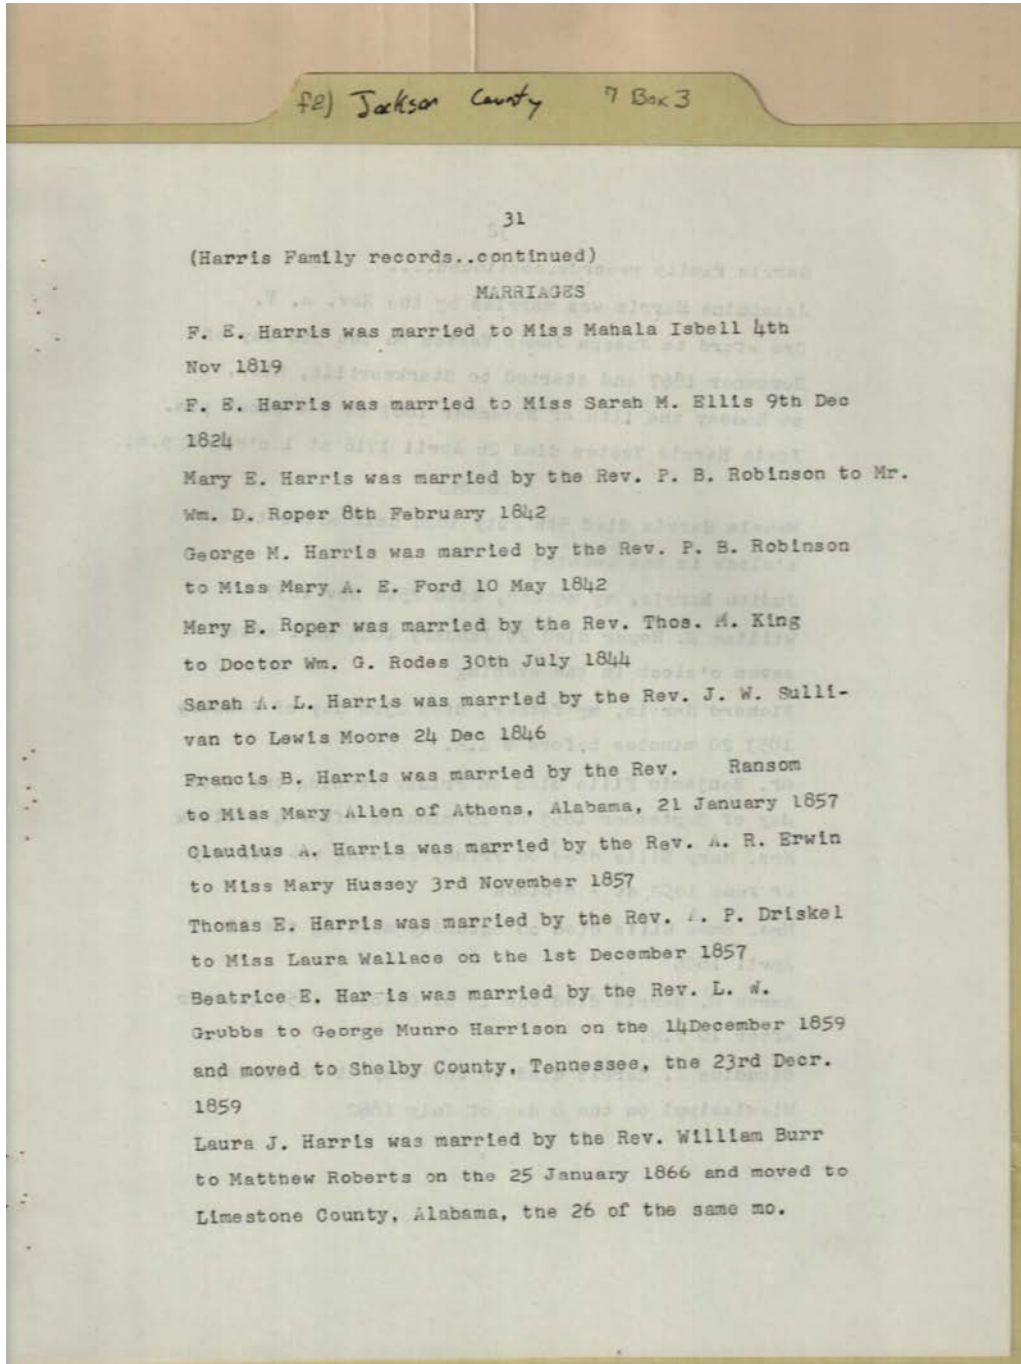 f2) Jackson County 7 Box 3
31
(Harris Family records..continued)
MARRIAGES
F. E. Harris was married to Miss Mahala Isbell 4th
Nov 1819
F. E. Harris was married to Miss Sarah M. Ellis 9th Dec
1824
Mary E. Harris was married by the Rev. P. B. Robinson to Mr.
Wm. D. Roper 8th February 1842
George M. Harris was married by the Rev. P. B. Robinson
to Miss Mary A. E. Ford 10 May 1842
Mary E. Roper was married by the Rev. Thos. M. King
to Doctor Wm. G. Rodes 30th July 1844
Sarah A. L. Harris was married by the Rev. J. W. Sulli-
van to Lewis Moore 24 Dec 1846
Francis B. Harris was married by the Rev. Ransom
to Miss Mary Allen of Athens, Alabama, 21 January 1857
Claudius A. Harris was married by the Rev. A. R. Erwin
to Miss Mary Hussey 3rd November 1857
Thomas E. Harris was married by the Rev. A. P. Driskel
to Miss Laura Wallace on the 1st December 1857
Beatrice E. Harris was married by the Rev. L. W.
Grubbs to George Munro Harrison on the 14December 1859
and moved to Shelby County, Tennessee, the 23rd Decr.
1859
Laura J. Harris was married by the Rev. William Burr
to Matthew Roberts on the 25 January 1866 and moved to
Limestone County, Alabama, the 26 of the same mo.